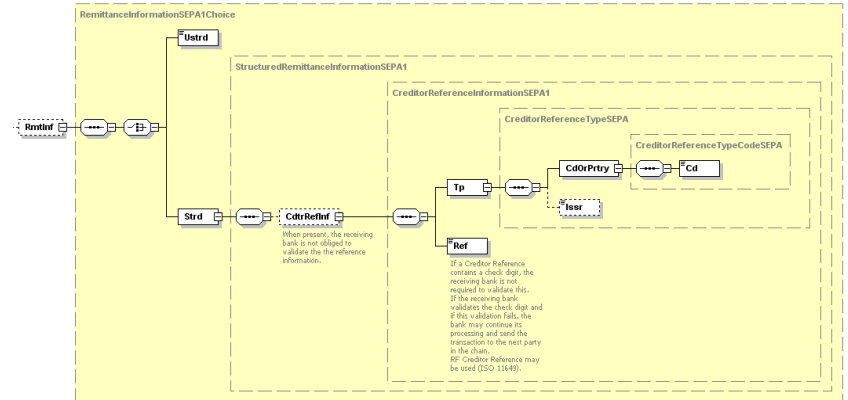 RemittanceInformationSEPA1Choice
Ustrd
StructuredRemittanceInformationSEPA1
CreditorReferenceInformationSEPA1
CreditorReferenceTypeSEPA
CreditorReferenceTypeCodeSEPA
RmtInf
CdOrPrtry
Cd
Tp
Issr
Strd
CdtrRefInf
When present, the receiving
bank is not obliged to
validate the the reference
information.
Ref
If a Creditor Reference
contains a check digit, the
receiving bank is not
required to validate this.
If the receiving bank
validates the check digit and
if this validation fails, the
bank may continue its
processing and send the
transaction to the next party
in the chain.
RF Creditor Reference may
be used (ISO 11649).